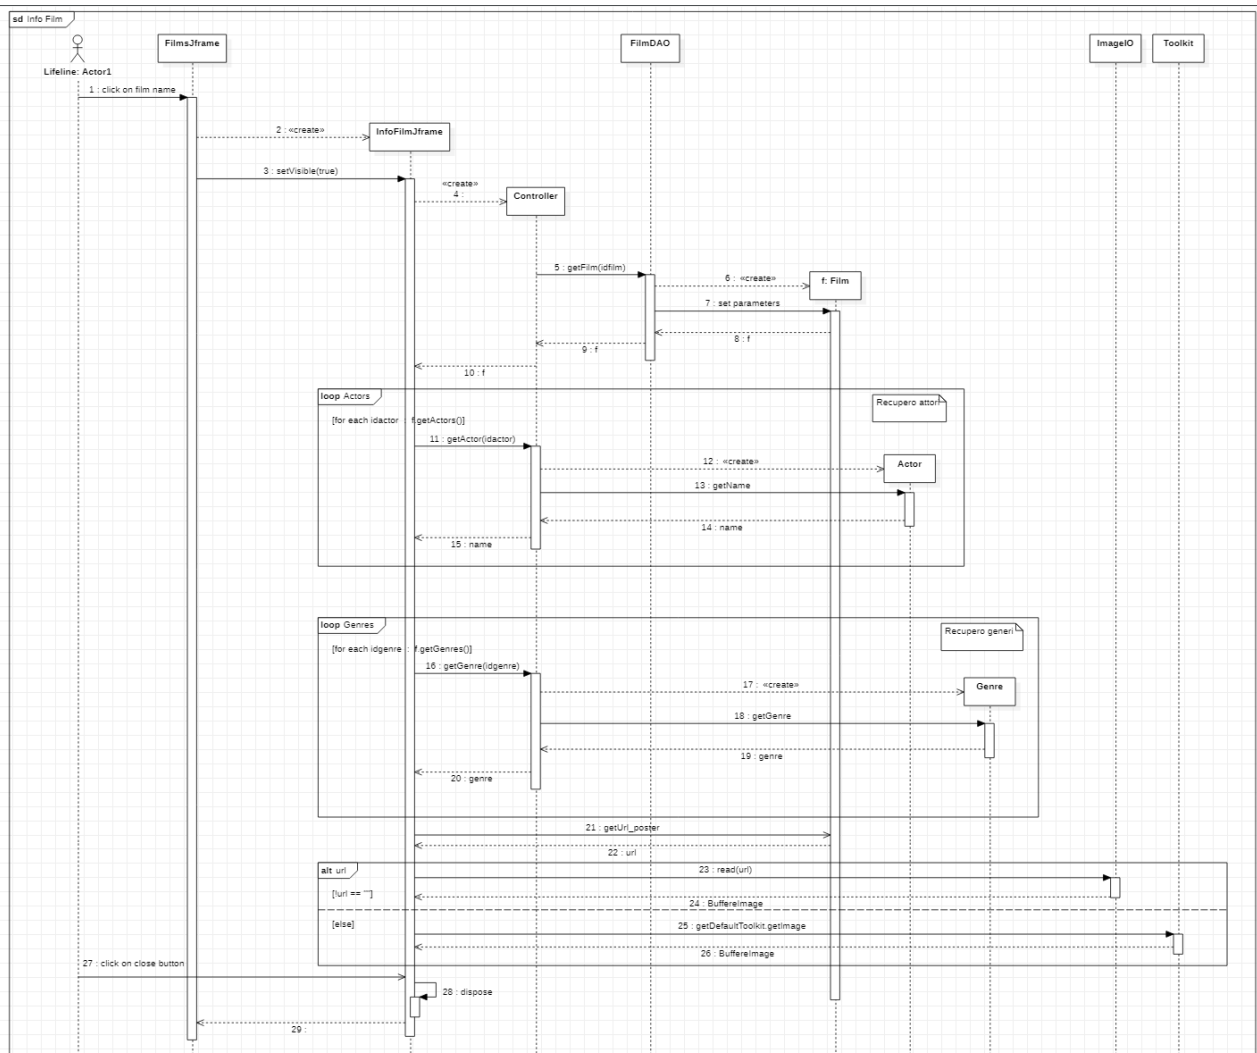 sd Info Film
FilmsJframe
FilmDAO
ImageIO
Toolkit
Lifeline: Actor1
1 : click on film name
2 : «create»
InfoFilmJframe
3 : setVisible(true)
«create»
4 :
Controller
5 : getFilm(idfilm)
6 : «create»
f: Film
7 : set parameters
8 : f
9 : f
10 : f
loop Actors
Recupero attori
[for each idactor : f.getActors()]
11 : getActor(idactor)
12 : «create»
Actor
13 : getName
14 : name
15 : name
loop Genres
Recupero generi
[for each idgenre : f.getGenres()]
16 : getGenre(idgenre)
17 : «create»
Genre
18 : getGenre
19 : genre
20 : genre
21 : getUrl_poster
22 : url
alt url
23 : read(url)
[!url == ""]
24 : BuffereImage
[else]
25 : getDefaultToolkit.getImage
26 : BuffereImage
27 : click on close button
28 : dispose
29 :